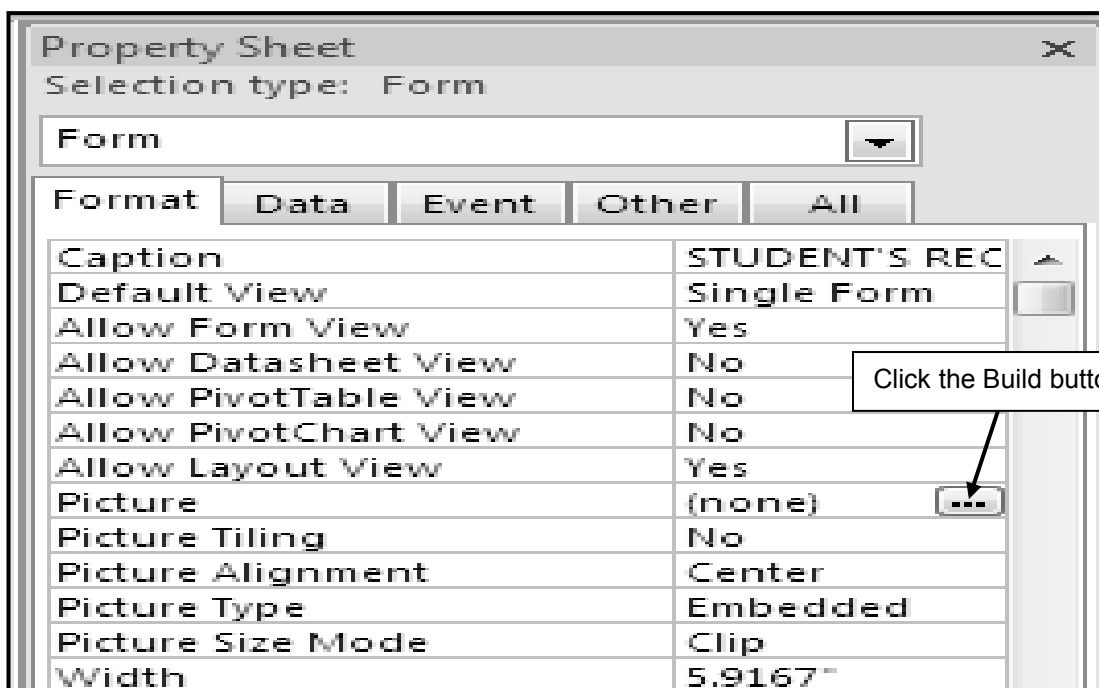 Property Sheet
Selection type: Form
Form
Format Data Event Other All
Caption STUDENT'S REC
Default View Single Form
Allow Form View Yes
Allow Datasheet View No
Click the Build butto
Allow PivotTable View No
Allow PivotChart View No
Allow Layout View Yes
Picture (none) ...
Picture Tiling No
Picture Alignment Center
Picture Type Embedded
Picture Size Mode Clip
Width 5.9167"